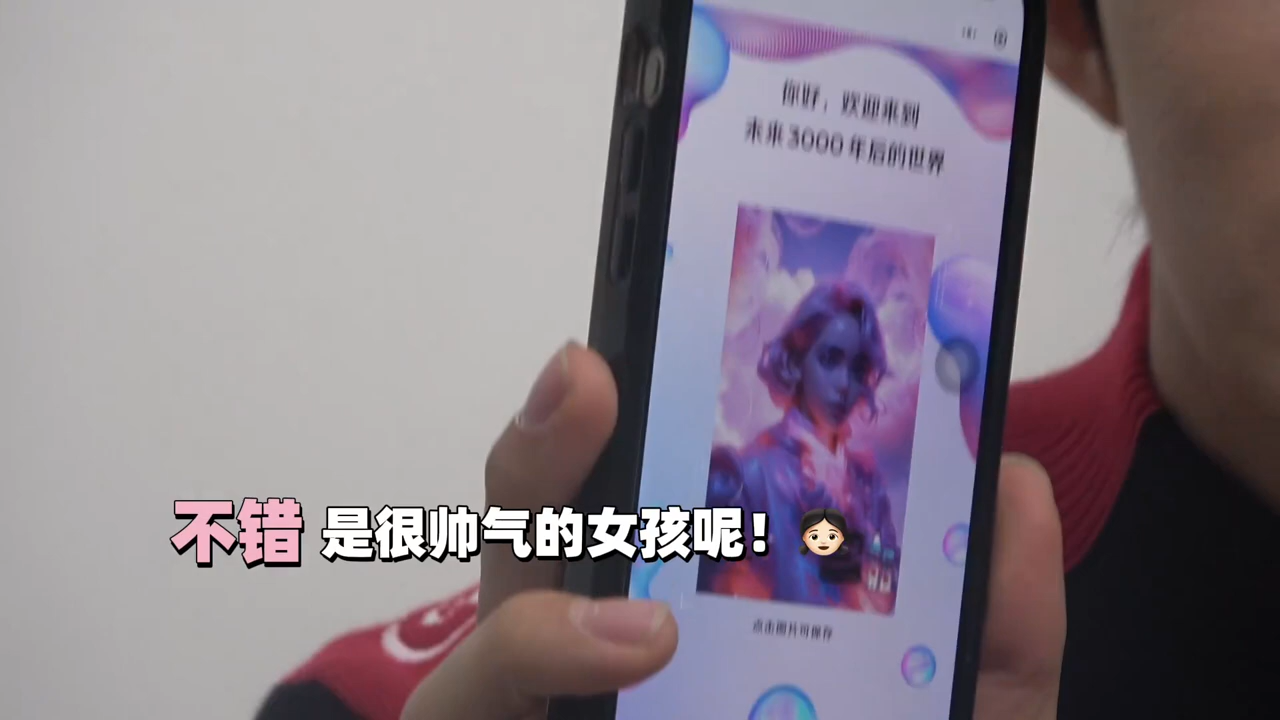 你好，欢迎来到
未来3000年后的世界
不错 是很帅气的女孩呢！
点击图片可保存